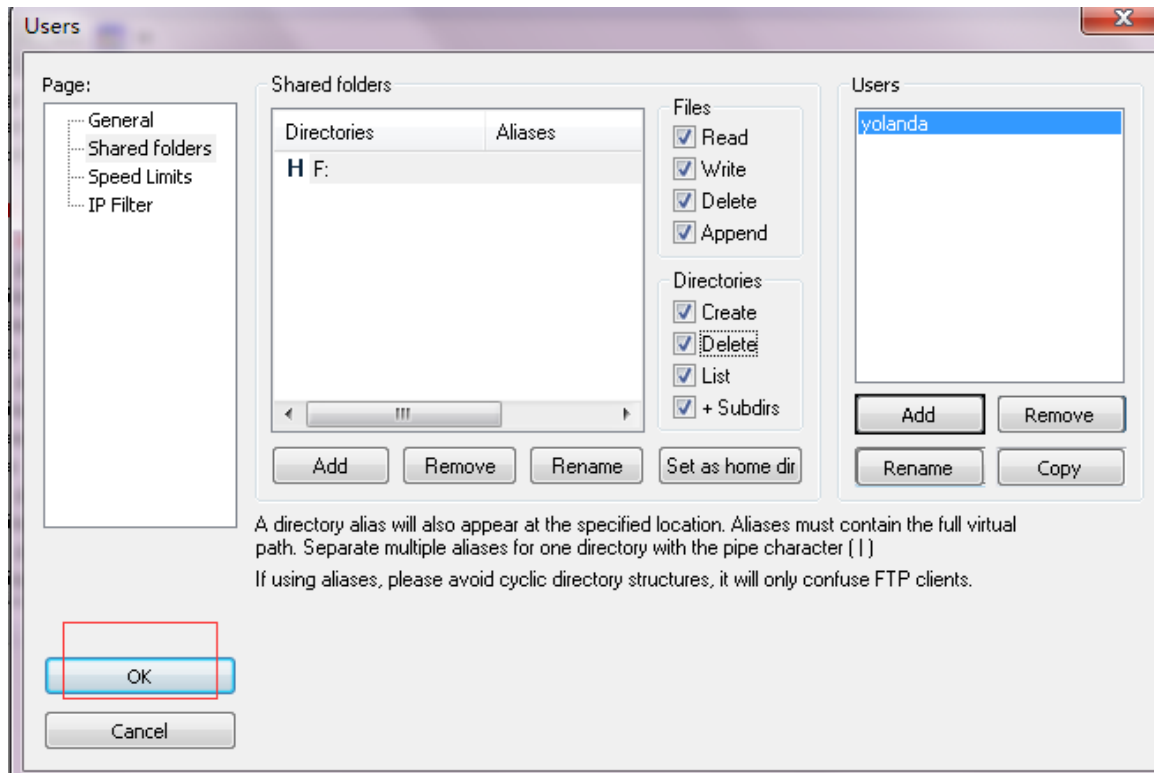 Users
Page:
General
Shared folders
Speed Limits
IP Filter
OK
Cancel
Shared folders
Directories Aliases
H F:
Add Remove Rename Set as home dir
Files
Read
Write
Delete
Append
Directories
Create
Delete
List
+ Subdirs
Users
yolanda
Add Remove
Rename Copy
A directory alias will also appear at the specified location. Aliases must contain the full virtual
path. Separate multiple aliases for one directory with the pipe character ( | )
If using aliases, please avoid cyclic directory structures, it will only confuse FTP clients.